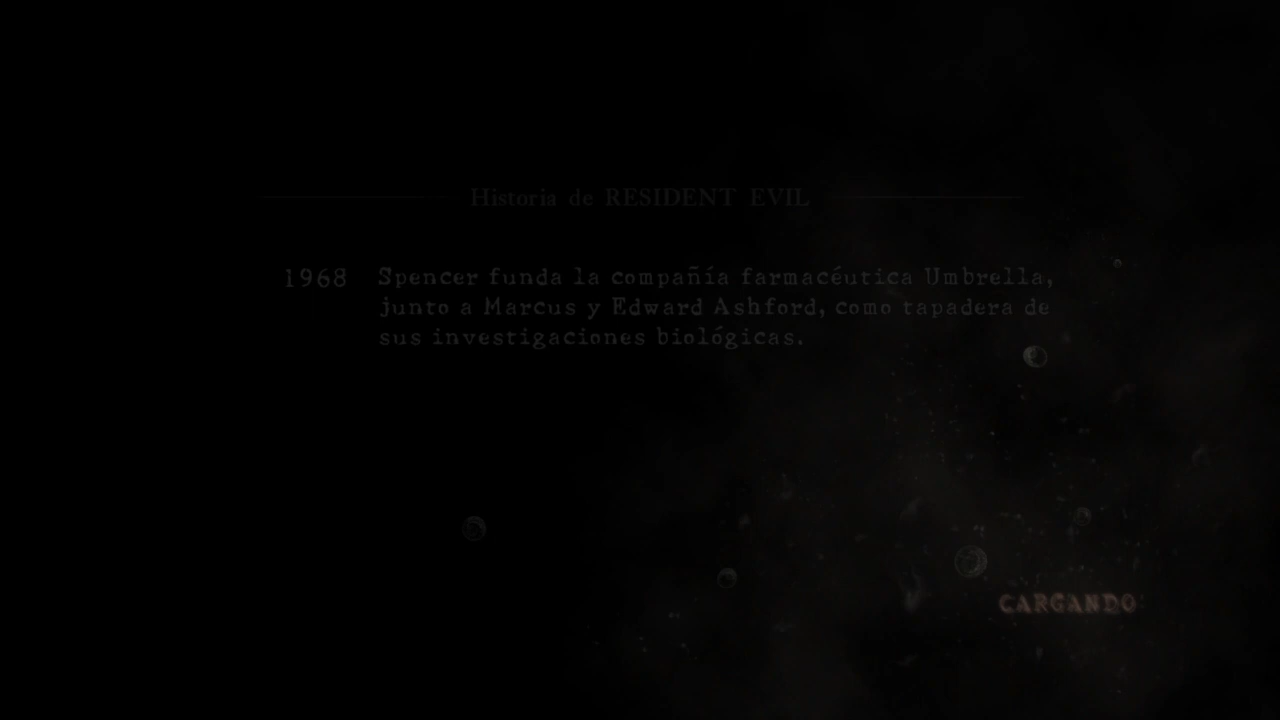 Historia de RESIDENT EVIL
1968 Spencer funda la compañía farmacéutica Umbrella,
junto a Marcus y Edward Ashford, como tapadera de
sus investigaciones biológicas.
CARGANDO